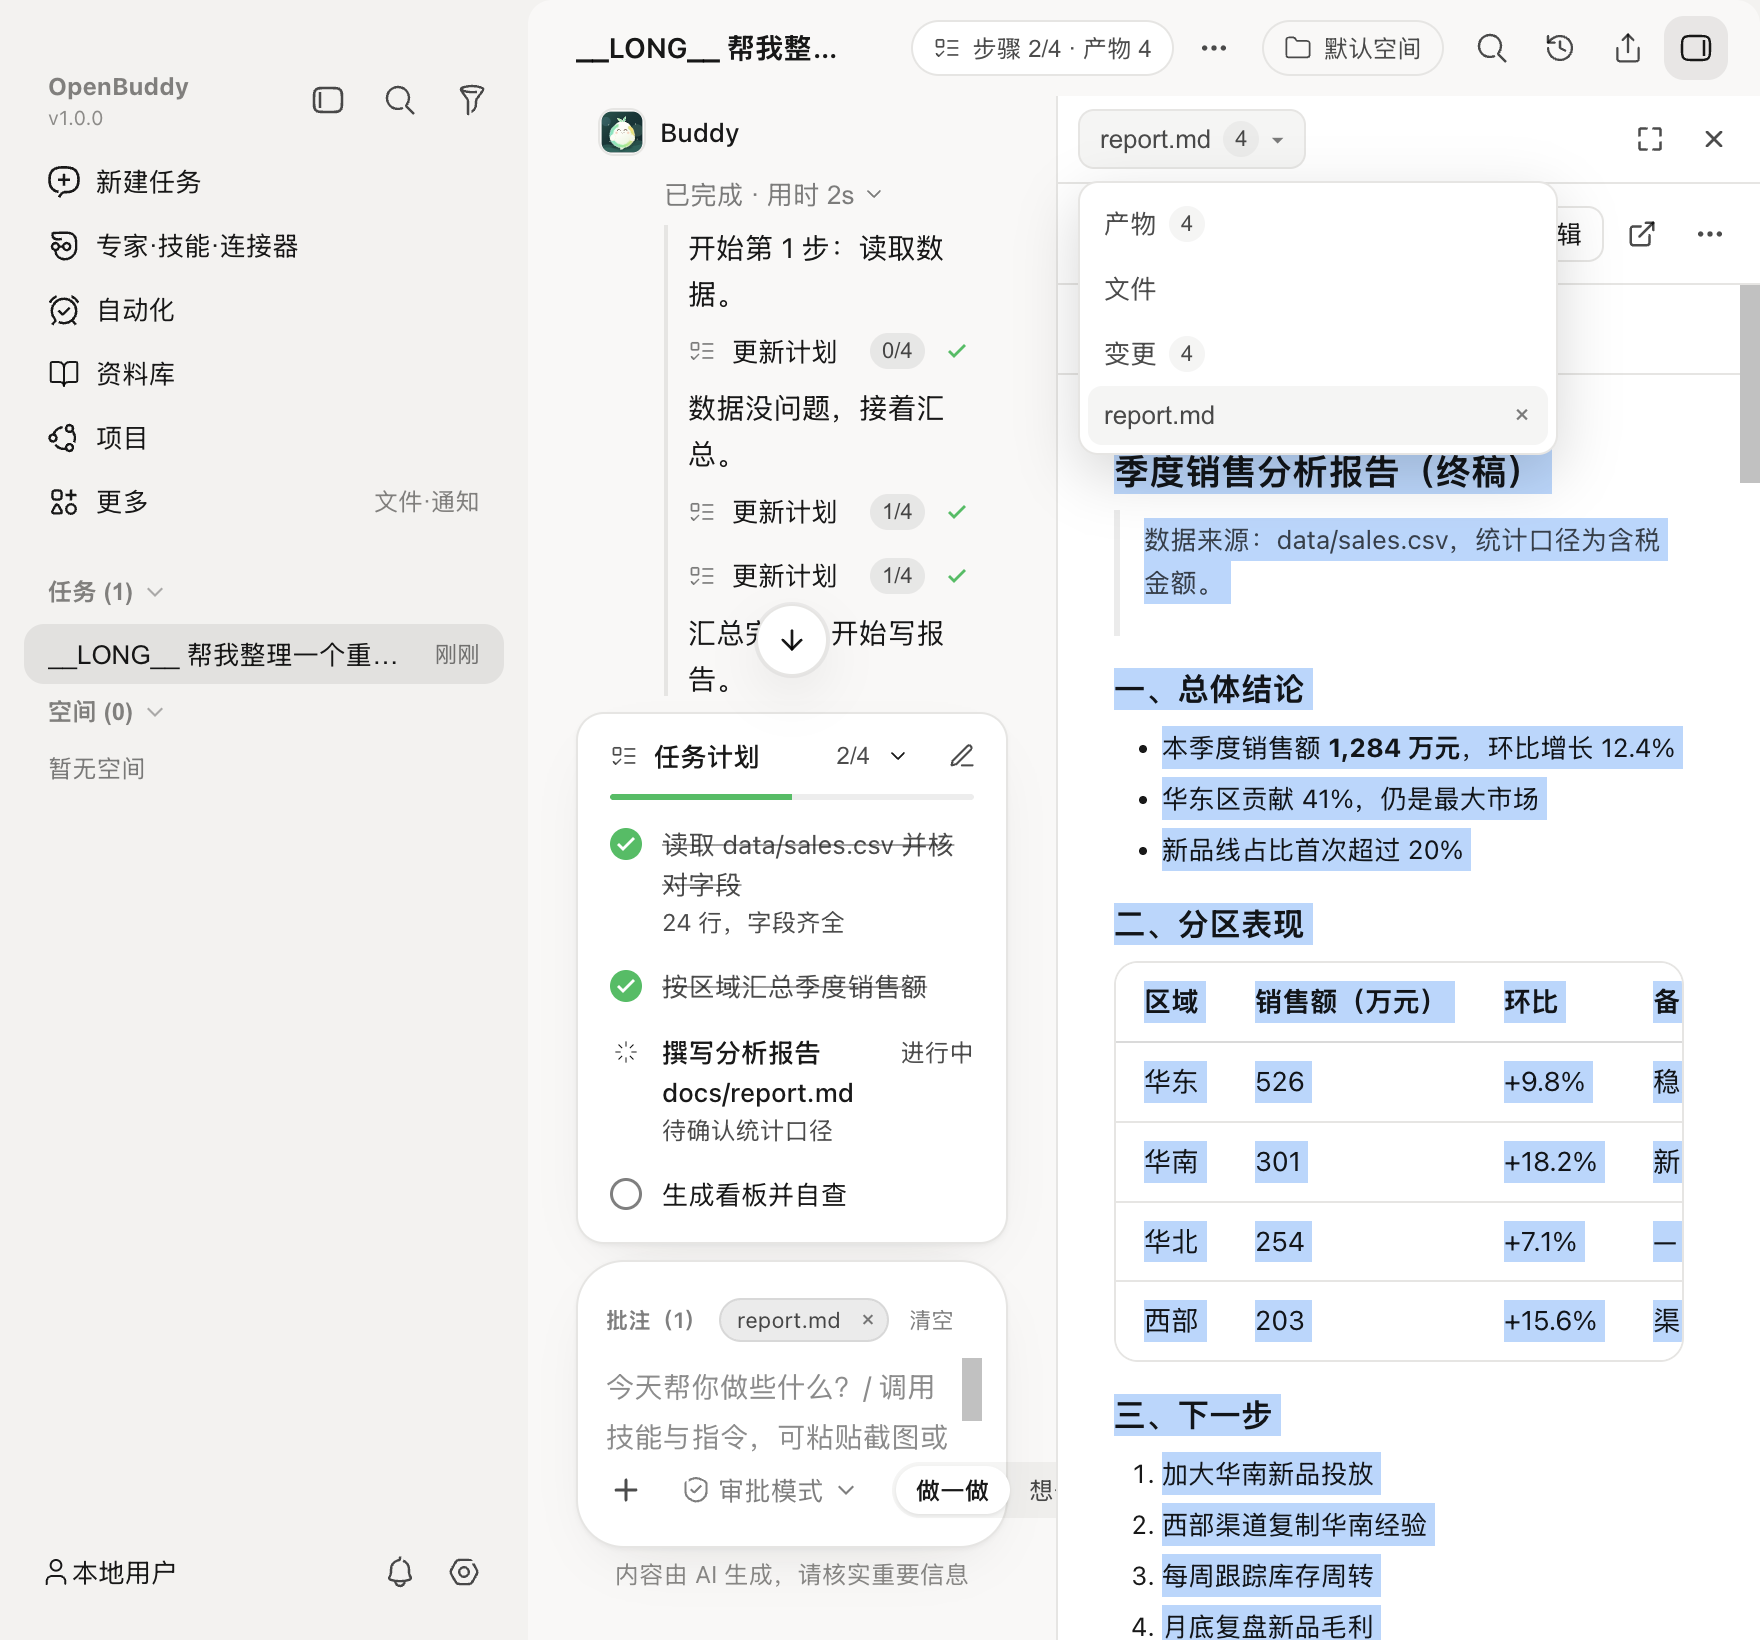 OpenBuddy
v1.0.0
新建任务
专家·技能·连接器
自动化
资料库
项目
更多 文件·通知
任务 (1)
__LONG__ 帮我整理一个重… 刚刚
空间 (0)
暂无空间
本地用户
__LONG__ 帮我整… 步骤 2/4 · 产物 4 默认空间
Buddy
已完成 · 用时 2s
开始第 1 步：读取数
据。
更新计划 0/4
数据没问题，接着汇
总。
更新计划 1/4
更新计划 1/4
汇总 开始写报
告。
任务计划 2/4
读取 data/sales.csv 并核
对字段
24 行，字段齐全
按区域汇总季度销售额
撰写分析报告 进行中
docs/report.md
待确认统计口径
生成看板并自查
批注（1） report.md × 清空
今天帮你做些什么？/ 调用
技能与指令，可粘贴截图或
审批模式 做一做 想
内容由 AI 生成，请核实重要信息
report.md 4
产物 4
文件
变更 4
report.md ×
辑
季度销售分析报告（终稿）
数据来源：data/sales.csv，统计口径为含税
金额。
一、总体结论
• 本季度销售额 1,284 万元，环比增长 12.4%
• 华东区贡献 41%，仍是最大市场
• 新品线占比首次超过 20%
二、分区表现
区域 销售额（万元） 环比 备
华东 526 +9.8% 稳
华南 301 +18.2% 新
华北 254 +7.1% —
西部 203 +15.6% 渠
三、下一步
1. 加大华南新品投放
2. 西部渠道复制华南经验
3. 每周跟踪库存周转
4. 月底复盘新品毛利